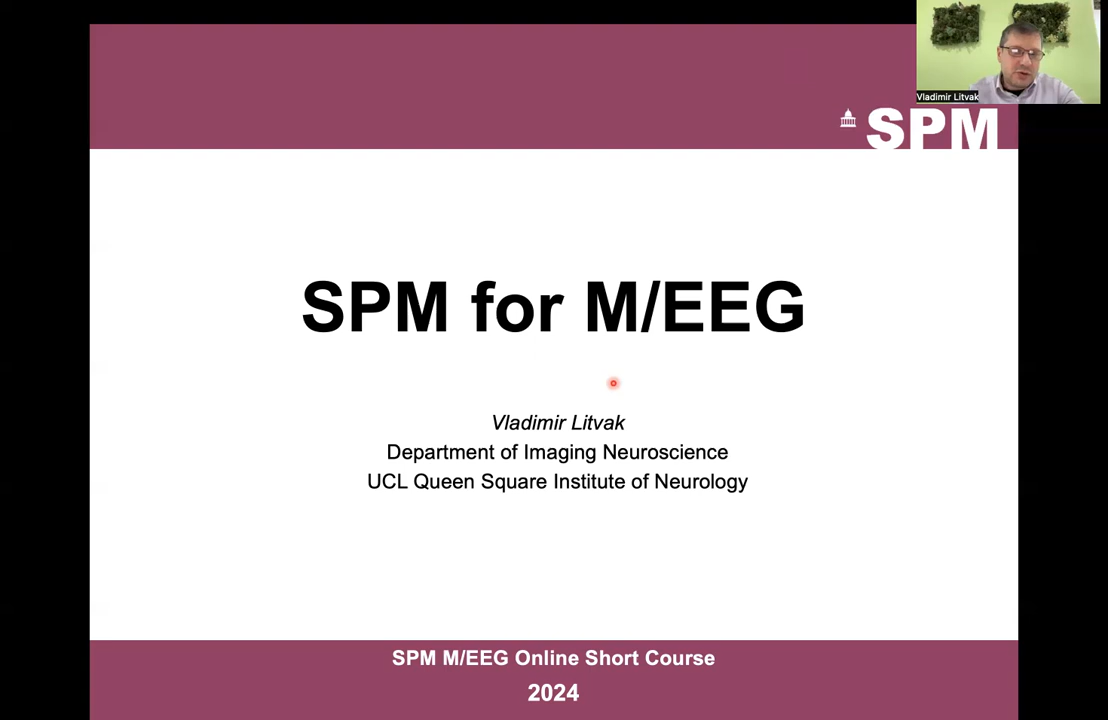 Vladimir Litvak
SPM
SPM for M/EEG
Vladimir Litvak
Department of Imaging Neuroscience
UCL Queen Square Institute of Neurology
SPM M/EEG Online Short Course
2024